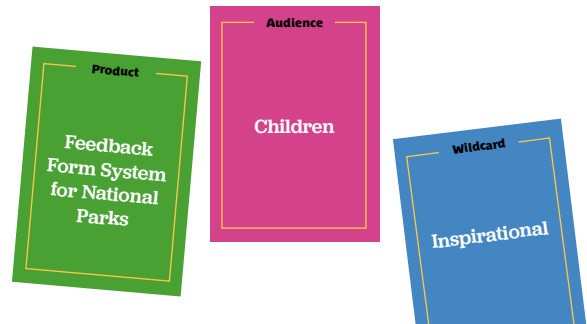 Product
Feedback
Form System
for National
Parks
Audience
Children
Wildcard
Inspirational